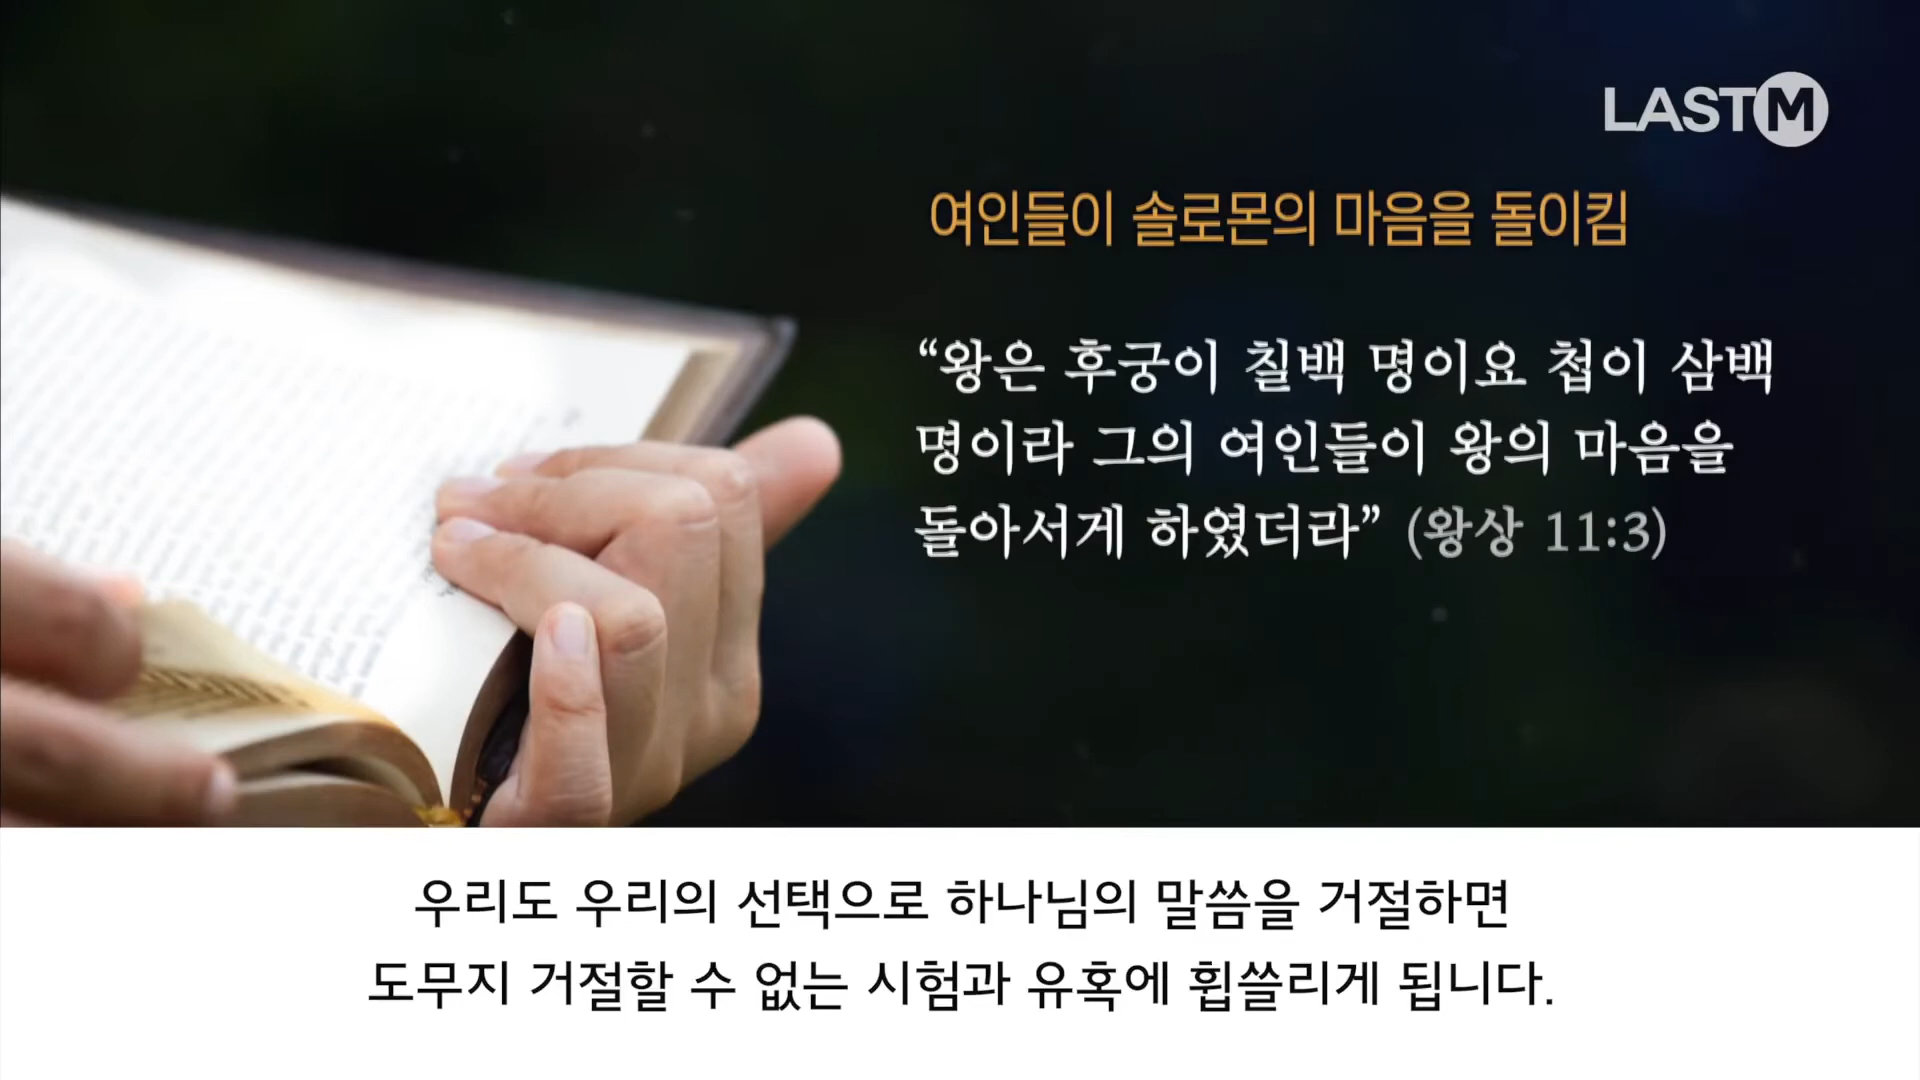 LASTM
여인들이 솔로몬의 마음을 돌이킴
“왕은 후궁이 칠백 명이요 첩이 삼백
명이라 그의 여인들이 왕의 마음을
돌아서게 하였더라” (왕상 11:3)
우리도 우리의 선택으로 하나님의 말씀을 거절하면
도무지 거절할 수 없는 시험과 유혹에 휩쓸리게 됩니다.